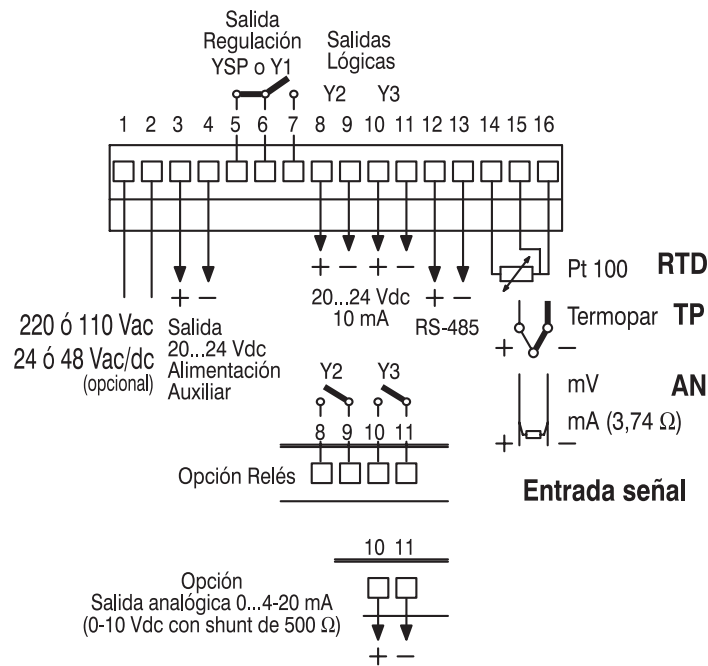 Salida
Regulación
YSP o Y1
Salidas
Lógicas
Y2 Y3
1 2 3 4 5 6 7 8 9 10 11 12 13 14 15 16
+ − + − + − + −
220 ó 110 Vac
24 ó 48 Vac/dc
(opcional)
Salida
20...24 Vdc
Alimentación
Auxiliar
20...24 Vdc
10 mA
RS-485
Pt 100 RTD
Termopar TP
+ −
mV AN
mA (3,74 Ω)
+ −
Entrada señal
Y2 Y3
8 9 10 11
Opción Relés
10 11
Opción
Salida analógica 0...4-20 mA
(0-10 Vdc con shunt de 500 Ω)
+ −